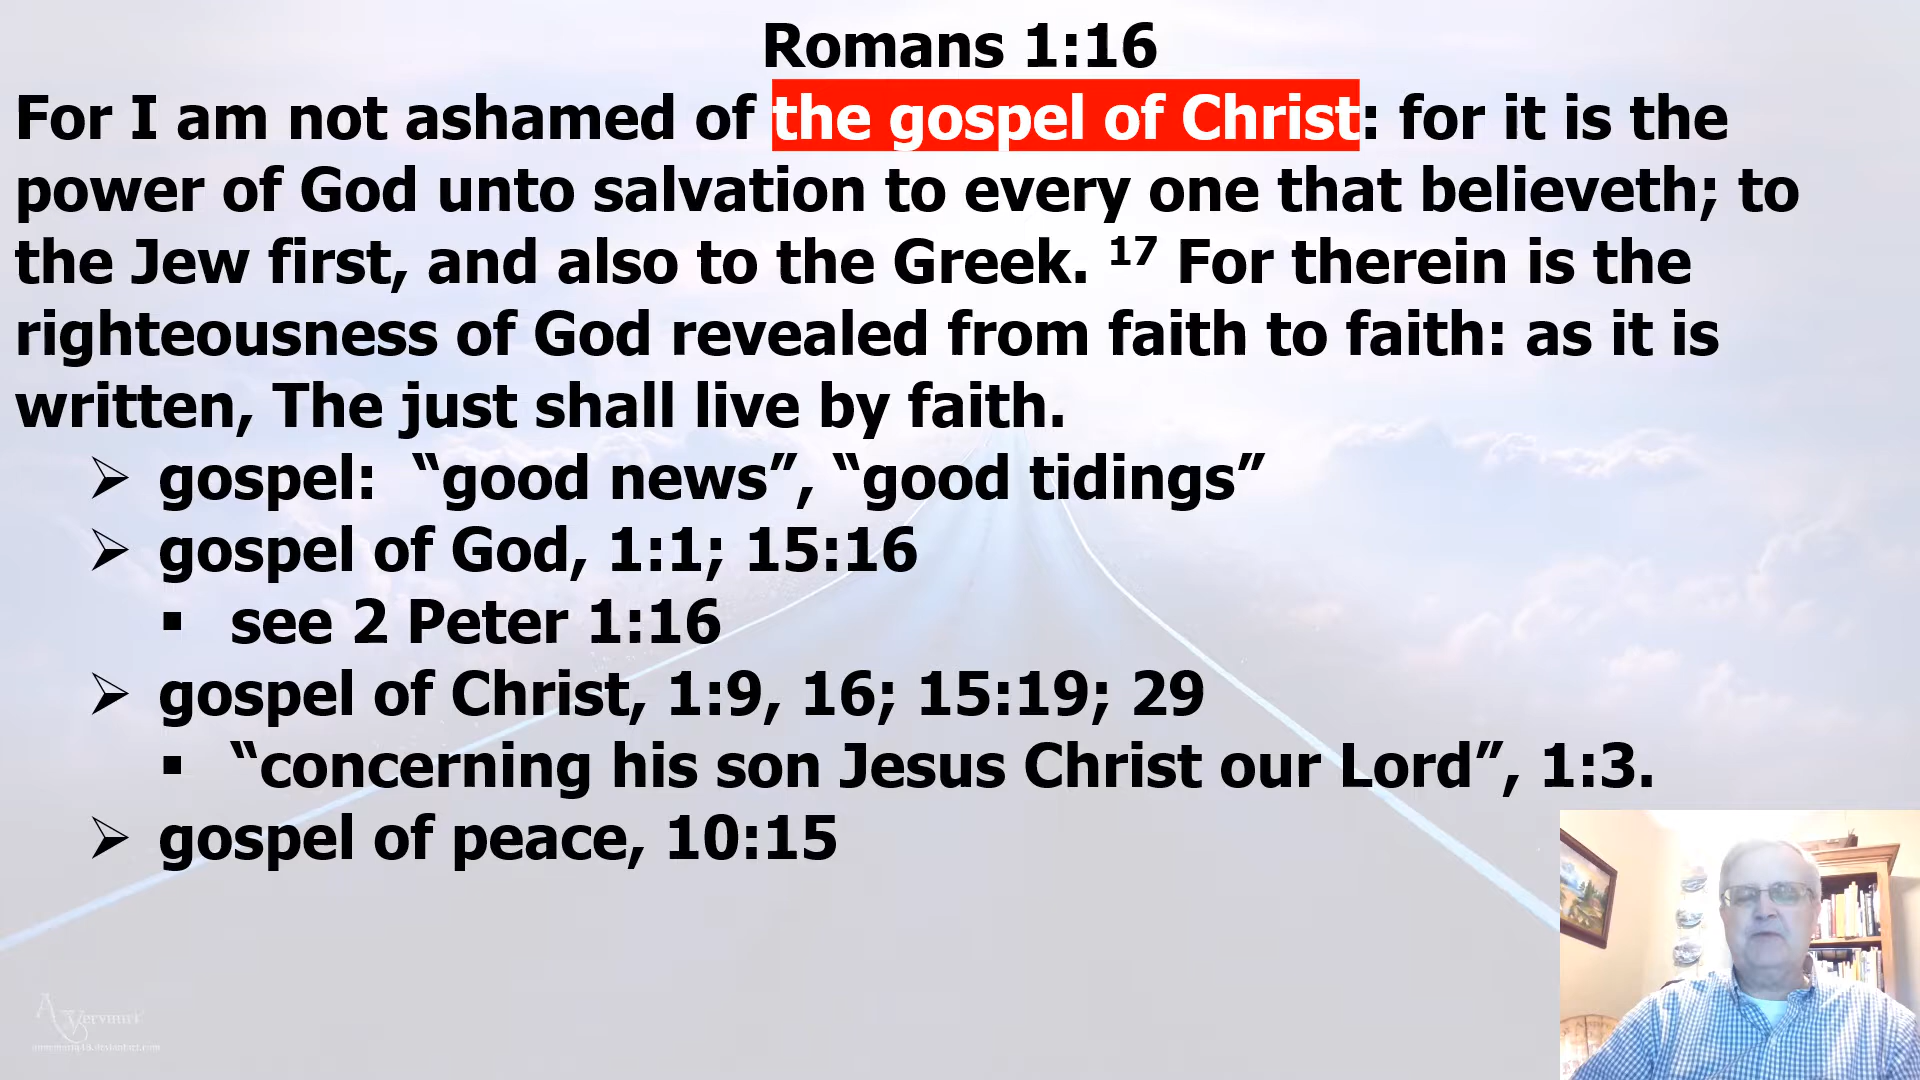 Romans 1:16
For I am not ashamed of the gospel of Christ: for it is the
power of God unto salvation to every one that believeth; to
the Jew first, and also to the Greek. 17 For therein is the
righteousness of God revealed from faith to faith: as it is
written, The just shall live by faith.
➢ gospel: “good news”, “good tidings”
➢ gospel of God, 1:1; 15:16
▪ see 2 Peter 1:16
➢ gospel of Christ, 1:9, 16; 15:19; 29
▪ “concerning his son Jesus Christ our Lord”, 1:3.
➢ gospel of peace, 10:15